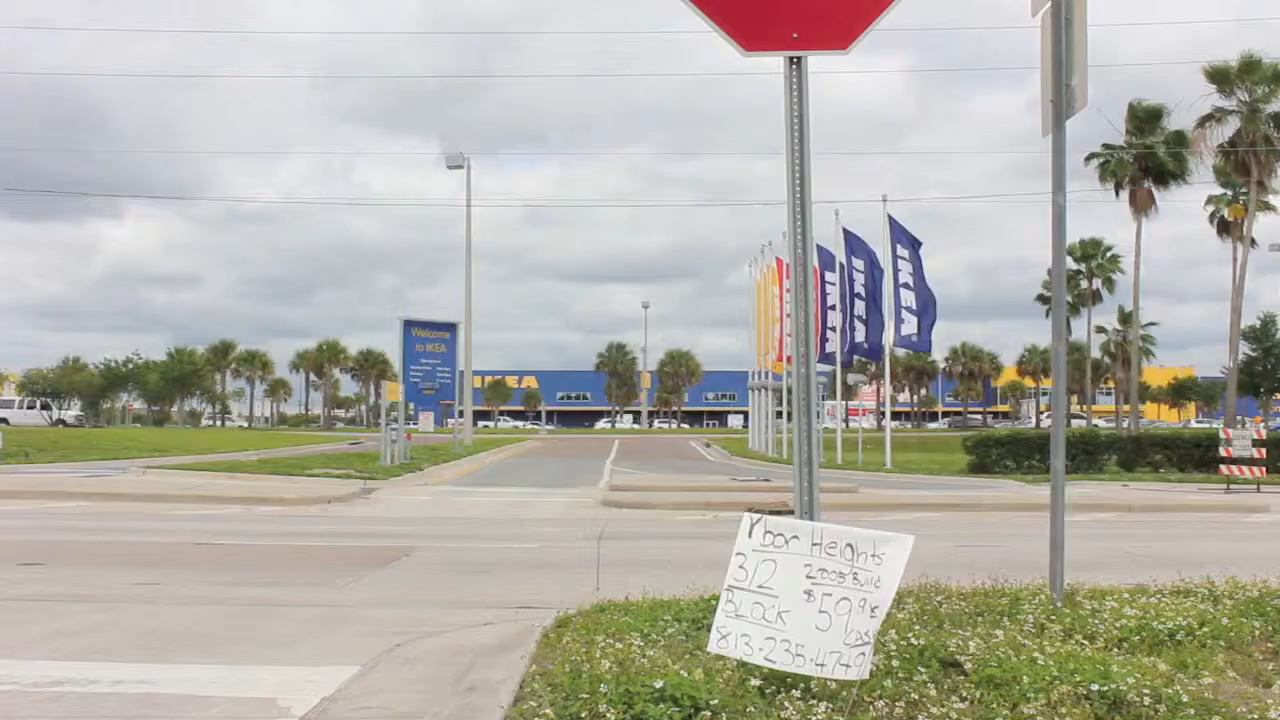 Welcome
to IKEA
IKEA
IKEA
IKEA
IKEA
Ybor Heights
3/2
2005 Build
BLOCK
$59.9K
813.235.4749